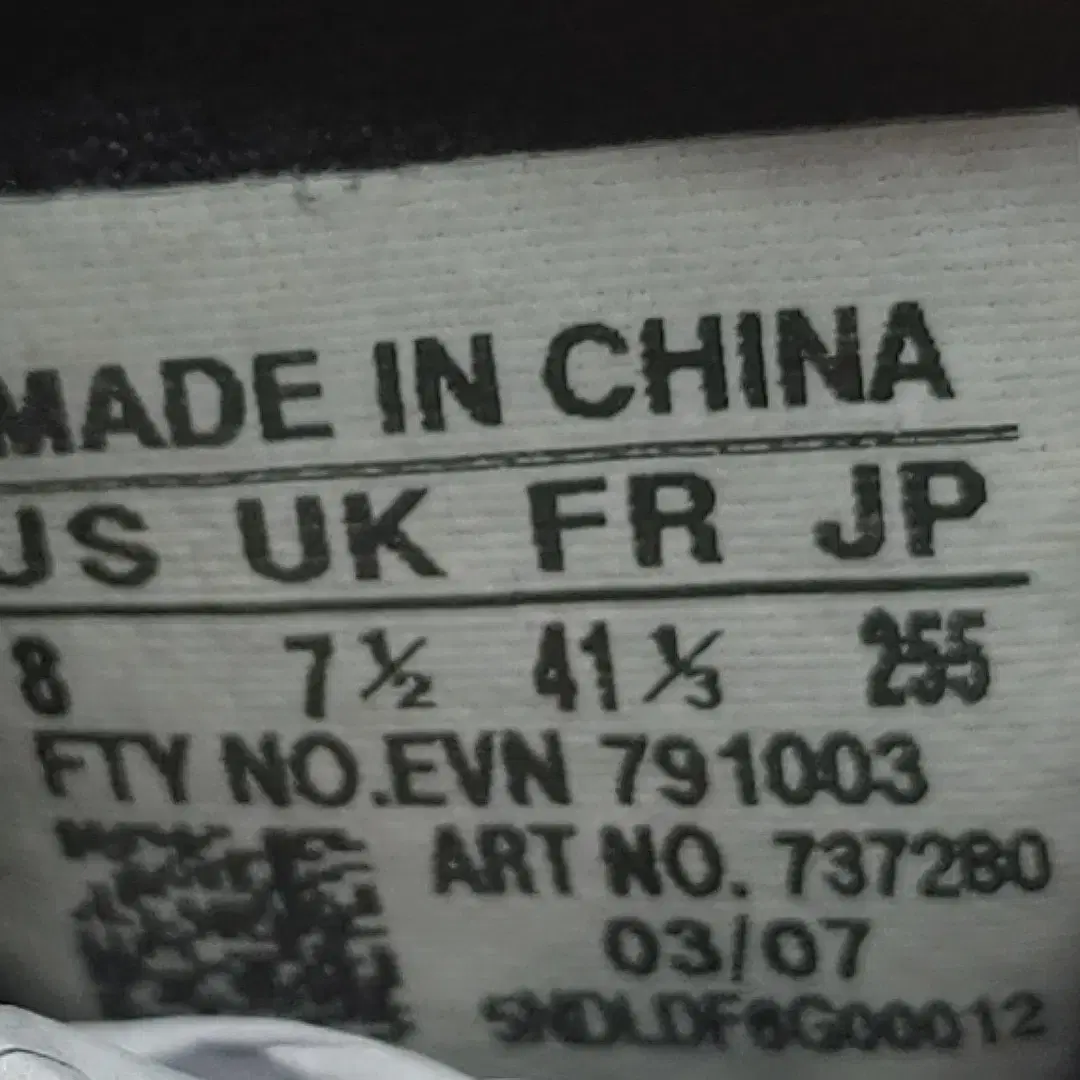 MADE IN CHINA
US UK FR JP
8 7½ 41⅓ 255
FTY NO.EVN 791003
ART NO. 737280
03/07